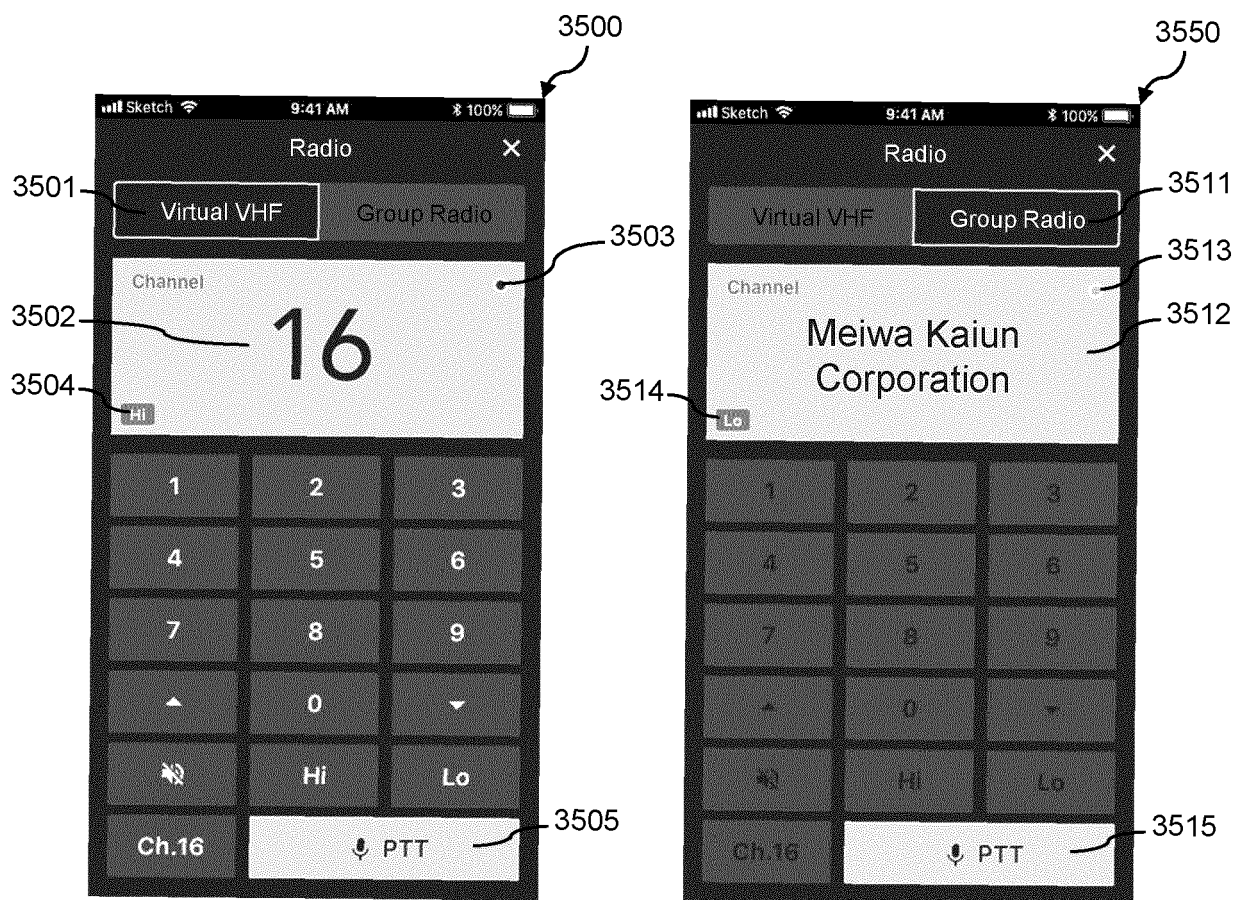 3500
Sketch 9:41 AM 100%
Radio ×
3501
Virtual VHF Group Radio
3503
Channel
3502
16
3504
Hi
1 2 3
4 5 6
7 8 9
0
Hi Lo
Ch.16 PTT
3505
3550
Sketch 9:41 AM 100%
Radio ×
3511
Virtual VHF Group Radio
3513
Channel
3512
Meiwa Kaiun
Corporation
3514
Lo
1 2 3
4 5 6
7 8 9
0
Hi Lo
Ch.16 PTT
3515